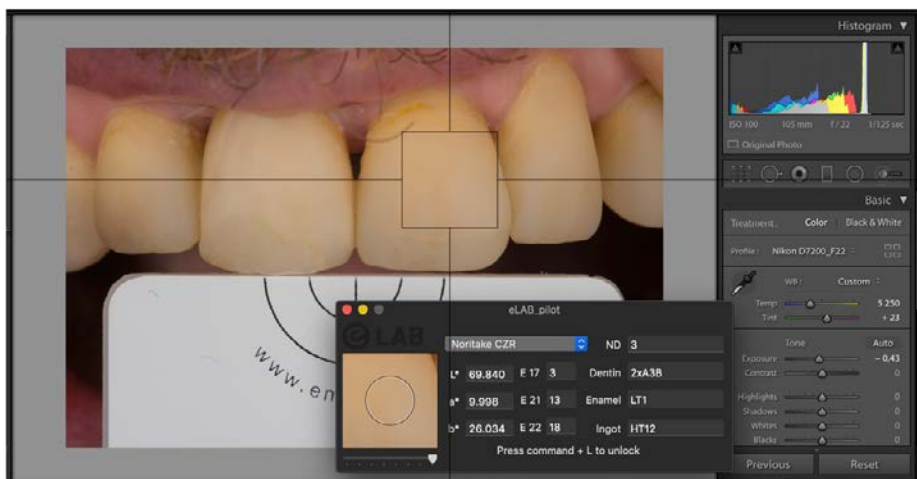 Histogram
ISO 100 105 mm f / 22 1/125 sec
Original Photo
Basic
Treatment: Color Black & White
Profile: Nikon D7200_F22
WB: Custom
Temp 5 250
Tint + 23
Tone Auto
Exposure – 0,43
Contrast 0
Highlights 0
Shadows 0
Whites 0
Blacks 0
Previous Reset
www.em
eLAB_pilot
eLAB
Noritake CZR ND 3
L* 69.840 E 17 3 Dentin 2xA3B
a* 9.998 E 21 13 Enamel LT1
b* 26.034 E 22 18 Ingot HT12
Press command + L to unlock